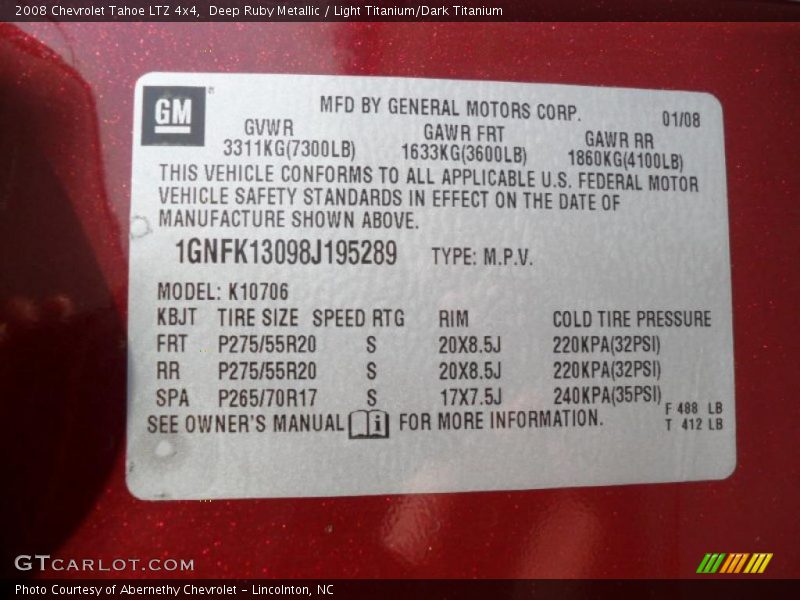 2008 Chevrolet Tahoe LTZ 4x4, Deep Ruby Metallic / Light Titanium/Dark Titanium
GM
MFD BY GENERAL MOTORS CORP. 01/08
GVWR GAWR FRT GAWR RR
3311KG(7300LB) 1633KG(3600LB) 1860KG(4100LB)
THIS VEHICLE CONFORMS TO ALL APPLICABLE U.S. FEDERAL MOTOR
VEHICLE SAFETY STANDARDS IN EFFECT ON THE DATE OF
MANUFACTURE SHOWN ABOVE.
1GNFK13098J195289 TYPE: M.P.V.
MODEL: K10706
KBJT TIRE SIZE SPEED RTG RIM COLD TIRE PRESSURE
FRT P275/55R20 S 20X8.5J 220KPA(32PSI)
RR P275/55R20 S 20X8.5J 220KPA(32PSI)
SPA P265/70R17 S 17X7.5J 240KPA(35PSI)
F 488 LB
SEE OWNER'S MANUAL i FOR MORE INFORMATION.
T 412 LB
GTCARLOT.COM
Photo Courtesy of Abernethy Chevrolet - Lincolnton, NC